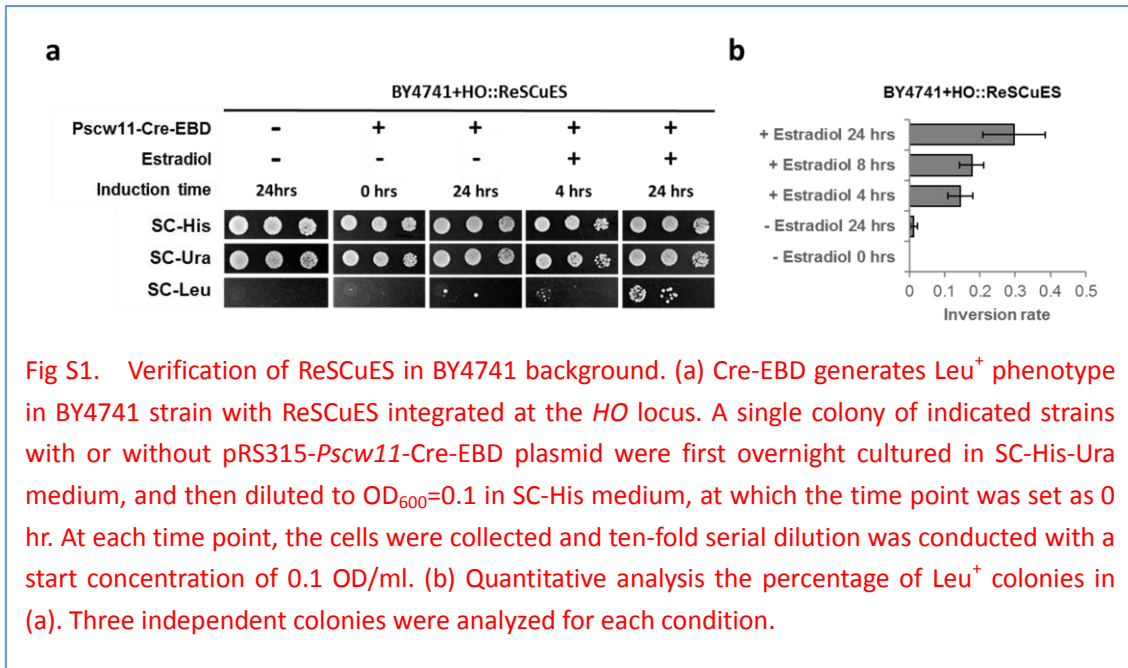 a
BY4741+HO::ReSCuES
Pscw11-Cre-EBD - + + + +
Estradiol - - - + +
Induction time 24hrs 0 hrs 24 hrs 4 hrs 24 hrs
SC-His
SC-Ura
SC-Leu
b
BY4741+HO::ReSCuES
+ Estradiol 24 hrs
+ Estradiol 8 hrs
+ Estradiol 4 hrs
- Estradiol 24 hrs
- Estradiol 0 hrs
0 0.1 0.2 0.3 0.4 0.5
Inversion rate
Fig S1. Verification of ReSCuES in BY4741 background. (a) Cre-EBD generates Leu⁺ phenotype
in BY4741 strain with ReSCuES integrated at the HO locus. A single colony of indicated strains
with or without pRS315-Pscw11-Cre-EBD plasmid were first overnight cultured in SC-His-Ura
medium, and then diluted to OD₆₀₀=0.1 in SC-His medium, at which the time point was set as 0
hr. At each time point, the cells were collected and ten-fold serial dilution was conducted with a
start concentration of 0.1 OD/ml. (b) Quantitative analysis the percentage of Leu⁺ colonies in
(a). Three independent colonies were analyzed for each condition.